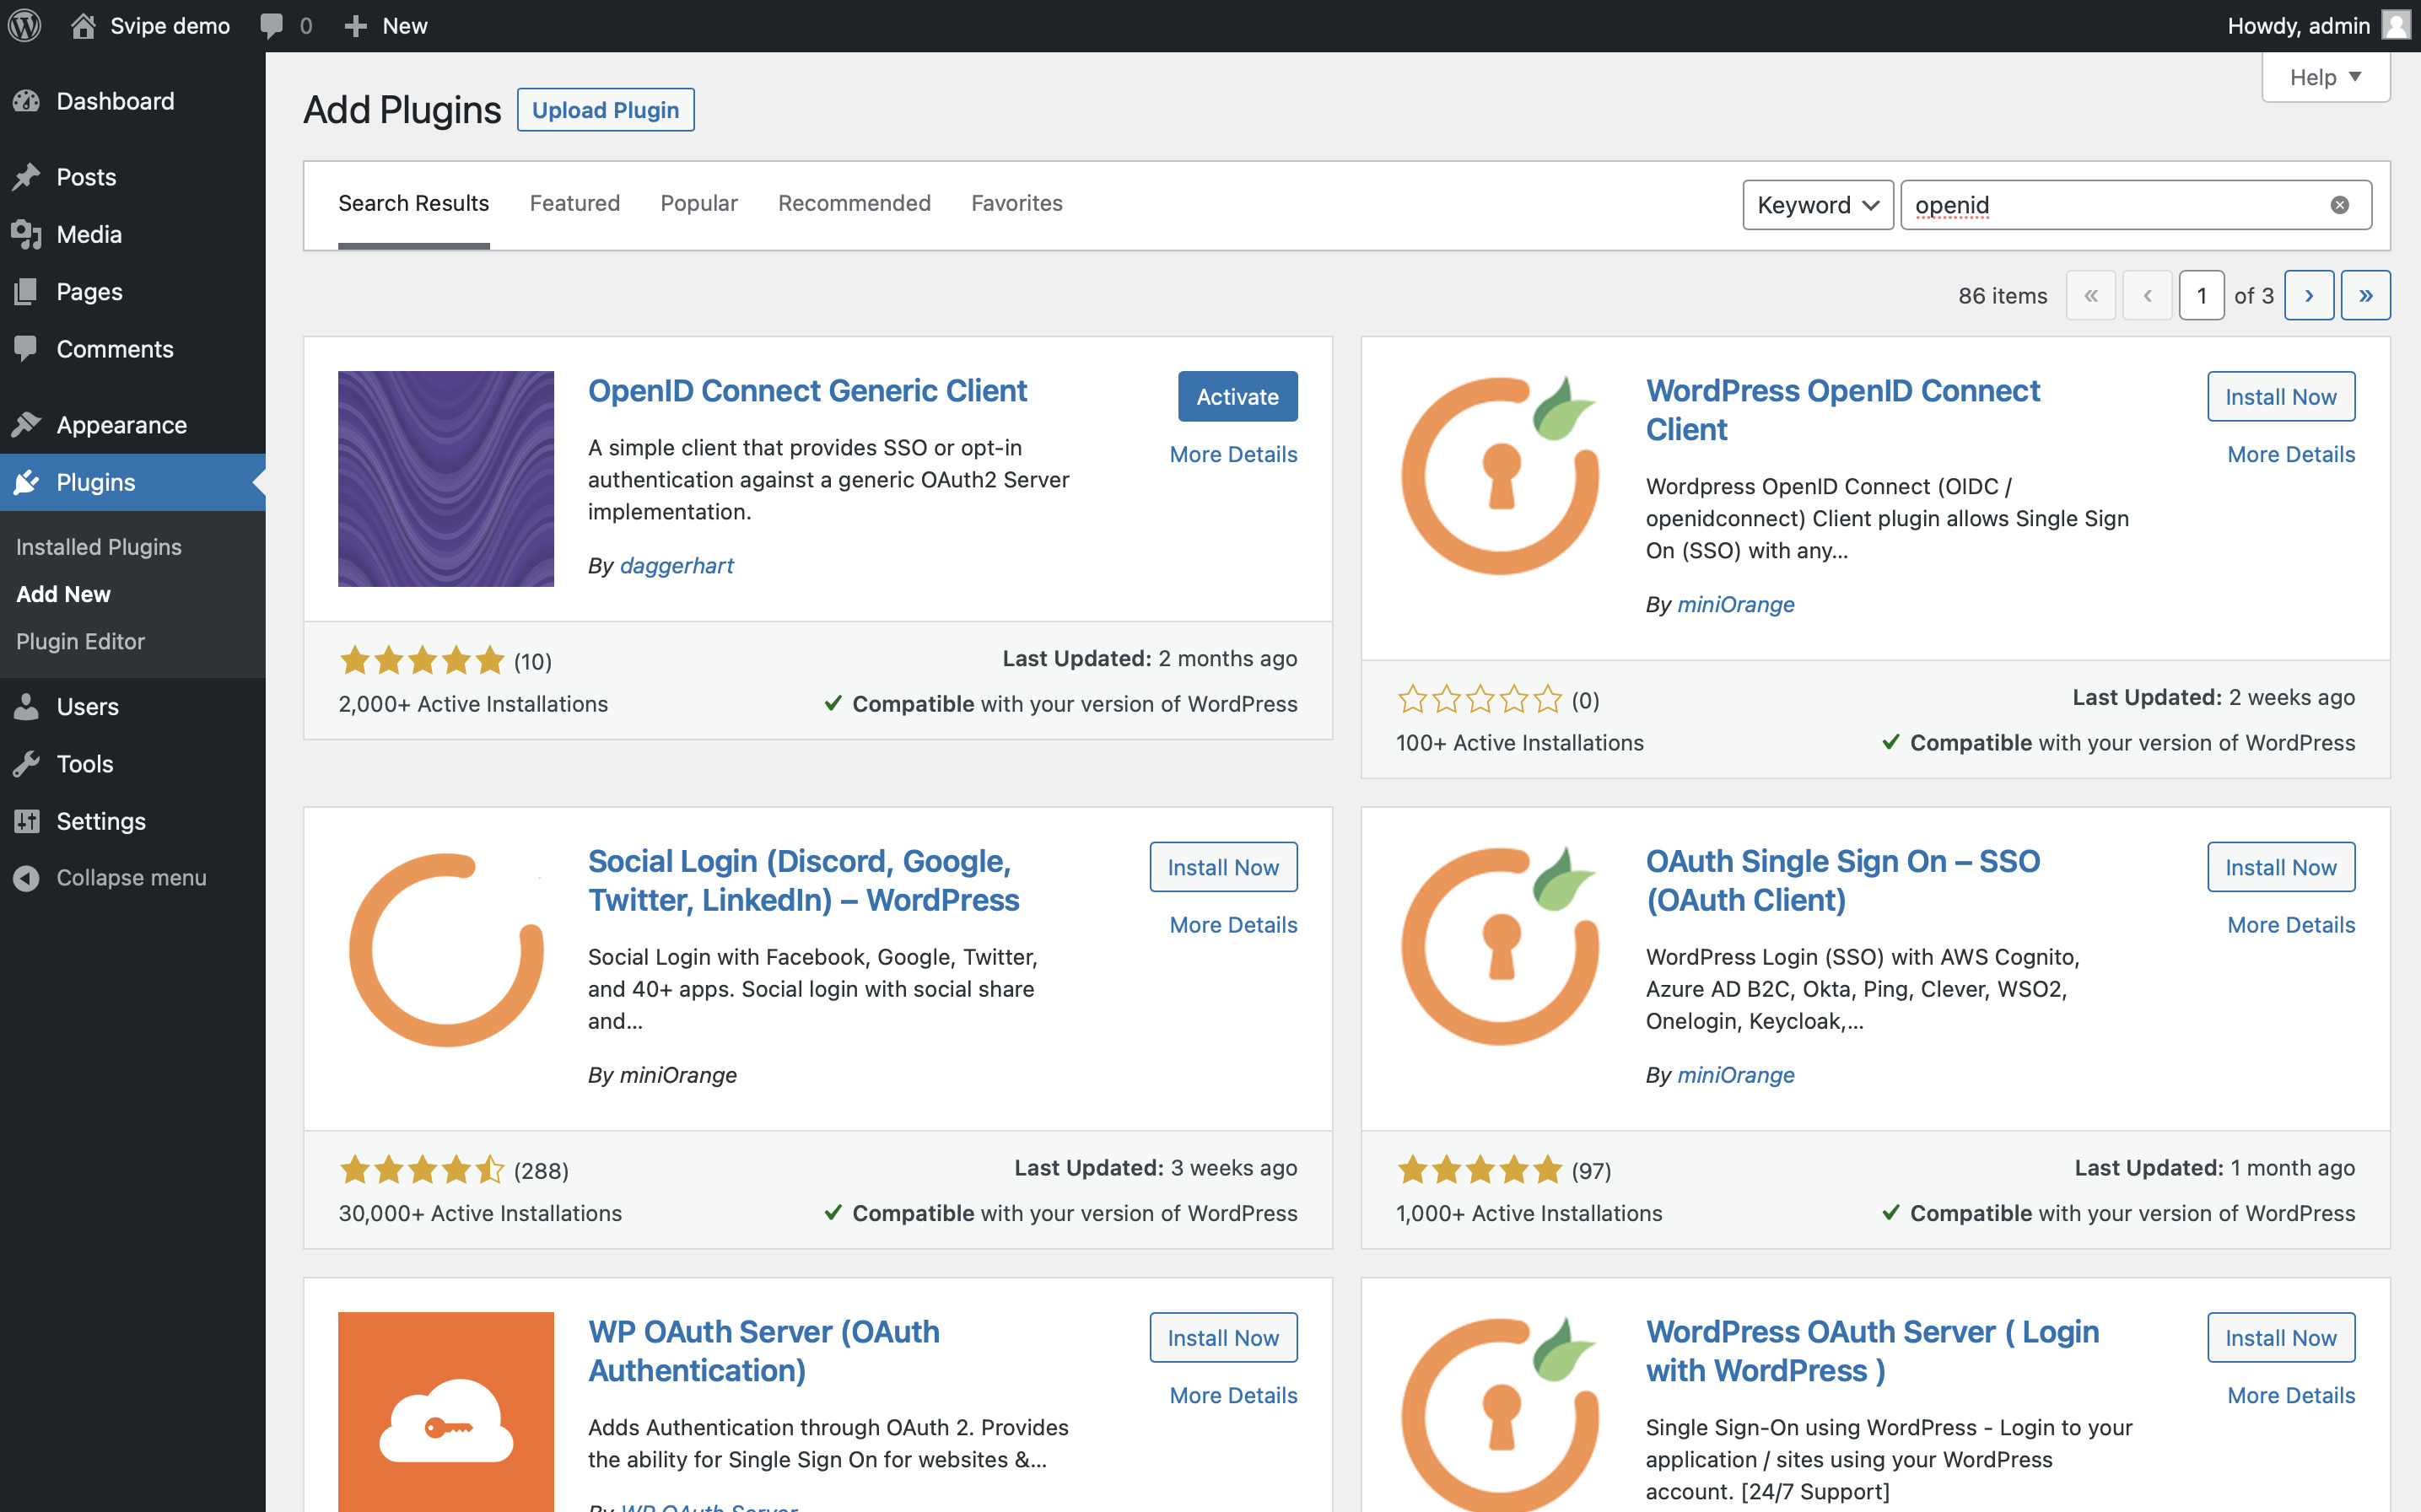 Svipe demo
0
New
Howdy, admin
Dashboard
Posts
Media
Pages
Comments
Appearance
Plugins
Installed Plugins
Add New
Plugin Editor
Users
Tools
Settings
Collapse menu
Help
Add Plugins
Upload Plugin
Search Results
Featured
Popular
Recommended
Favorites
Keyword
openid
86 items
«
‹
1
of 3
›
»
OpenID Connect Generic Client
Activate
More Details
A simple client that provides SSO or opt-in
authentication against a generic OAuth2 Server
implementation.
By daggerhart
(10)
2,000+ Active Installations
Last Updated: 2 months ago
Compatible with your version of WordPress
WordPress OpenID Connect
Client
Install Now
More Details
Wordpress OpenID Connect (OIDC /
openidconnect) Client plugin allows Single Sign
On (SSO) with any...
By miniOrange
(0)
100+ Active Installations
Last Updated: 2 weeks ago
Compatible with your version of WordPress
Social Login (Discord, Google,
Twitter, LinkedIn) – WordPress
Install Now
More Details
Social Login with Facebook, Google, Twitter,
and 40+ apps. Social login with social share
and...
By miniOrange
(288)
30,000+ Active Installations
Last Updated: 3 weeks ago
Compatible with your version of WordPress
OAuth Single Sign On – SSO
(OAuth Client)
Install Now
More Details
WordPress Login (SSO) with AWS Cognito,
Azure AD B2C, Okta, Ping, Clever, WSO2,
Onelogin, Keycloak,...
By miniOrange
(97)
1,000+ Active Installations
Last Updated: 1 month ago
Compatible with your version of WordPress
WP OAuth Server (OAuth
Authentication)
Install Now
More Details
Adds Authentication through OAuth 2. Provides
the ability for Single Sign On for websites &...
By WP OAuth Server
WordPress OAuth Server ( Login
with WordPress )
Install Now
More Details
Single Sign-On using WordPress - Login to your
application / sites using your WordPress
account. [24/7 Support]